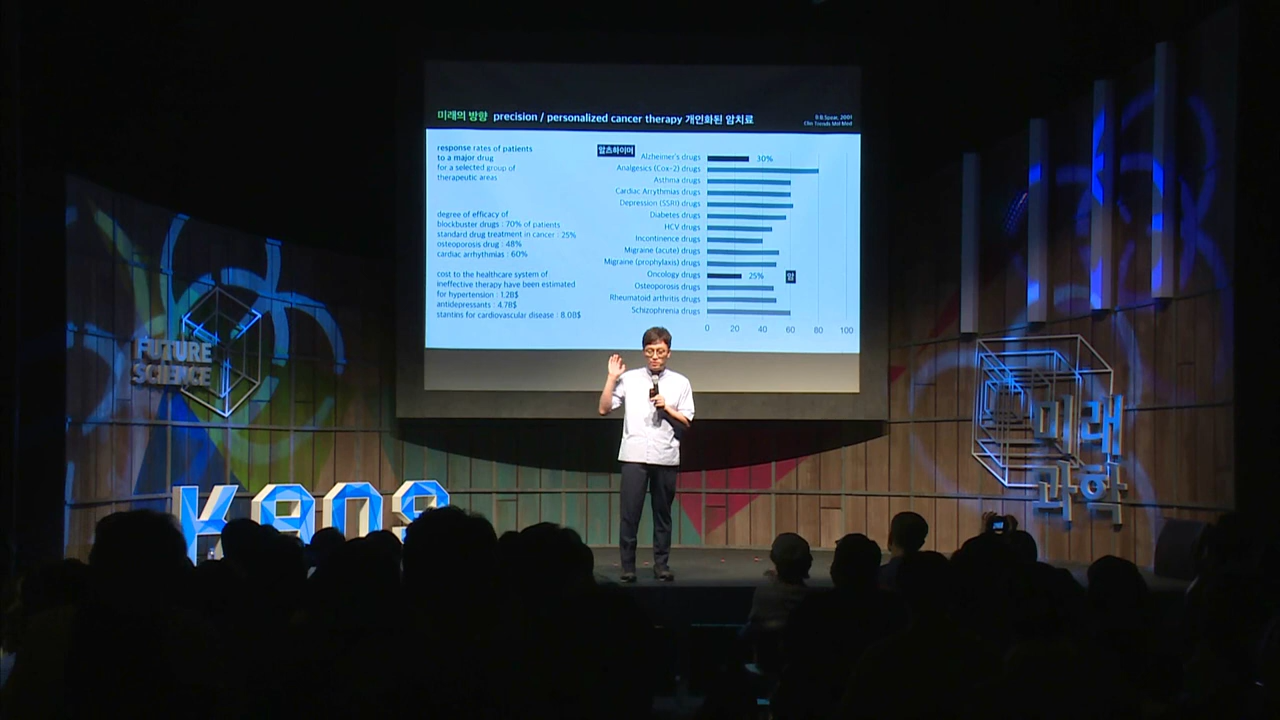 미래의 방향 precision / personalized cancer therapy 개인화된 암치료
B.B.Spear, 2001
Clin Trends Mol Med
response rates of patients
to a major drug
for a selected group of
therapeutic areas
degree of efficacy of
blockbuster drugs : 70% of patients
standard drug treatment in cancer : 25%
osteoporosis drug : 48%
cardiac arrhythmias : 60%
cost to the healthcare system of
ineffective therapy have been estimated
for hypertension : 1.2B$
antidepressants : 4.7B$
stantins for cardiovascular disease : 8.0B$
알츠하이머
Alzheimer's drugs 30%
Analgesics (Cox-2) drugs
Asthma drugs
Cardiac Arrythmias drugs
Depression (SSRI) drugs
Diabetes drugs
HCV drugs
Incontinence drugs
Migraine (acute) drugs
Migraine (prophylaxis) drugs
Oncology drugs 25% 암
Osteoporosis drugs
Rheumatoid arthritis drugs
Schizophrenia drugs
0 20 40 60 80 100
FUTURE
SCIENCE
미래
과학
KAOS